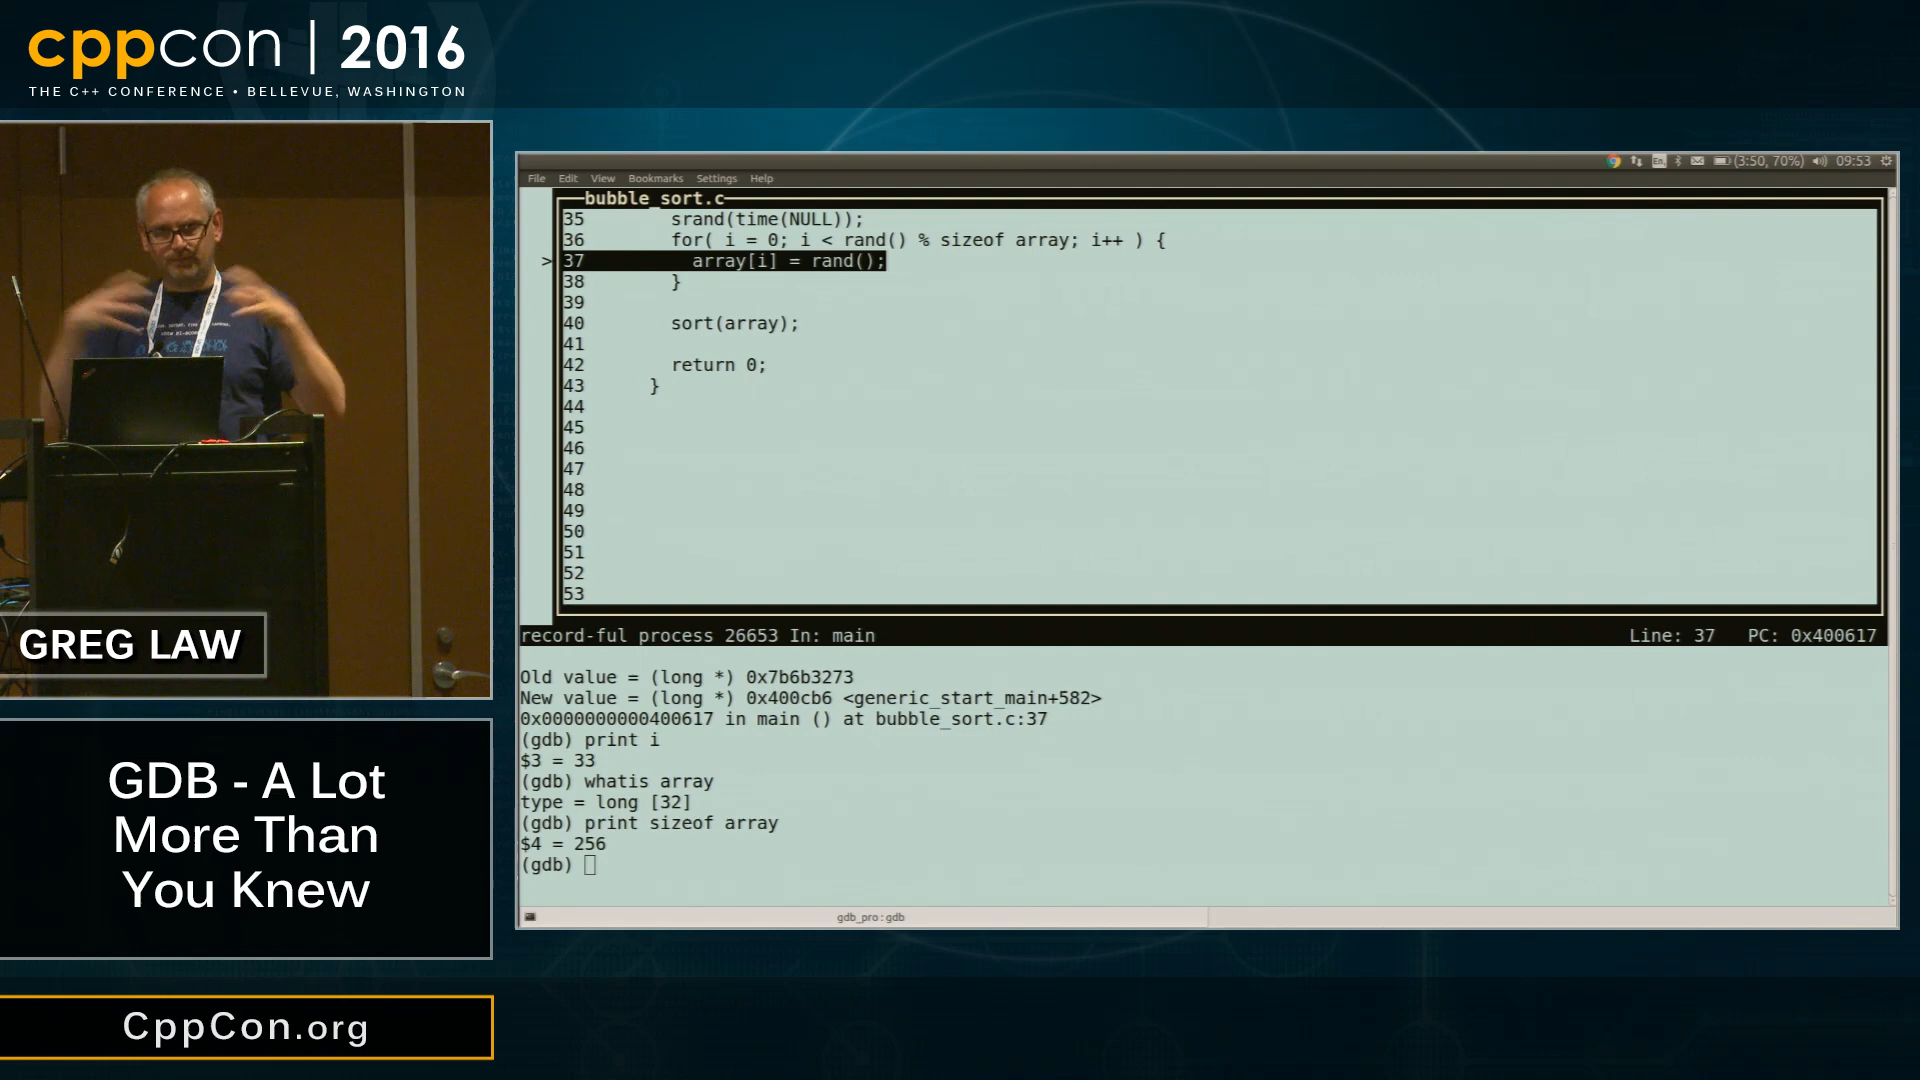 cppcon | 2016
THE C++ CONFERENCE • BELLEVUE, WASHINGTON
GREG LAW
GDB - A Lot
More Than
You Knew
CppCon.org
En (3:50, 70%) 09:53
File Edit View Bookmarks Settings Help
bubble_sort.c
35 srand(time(NULL));
36 for( i = 0; i < rand() % sizeof array; i++ ) {
>37 array[i] = rand();
38 }
39
40 sort(array);
41
42 return 0;
43 }
44
45
46
47
48
49
50
51
52
53
record-ful process 26653 In: main Line: 37 PC: 0x400617
Old value = (long *) 0x7b6b3273
New value = (long *) 0x400cb6 <generic_start_main+582>
0x0000000000400617 in main () at bubble_sort.c:37
(gdb) print i
$3 = 33
(gdb) whatis array
type = long [32]
(gdb) print sizeof array
$4 = 256
(gdb)
gdb_pro : gdb